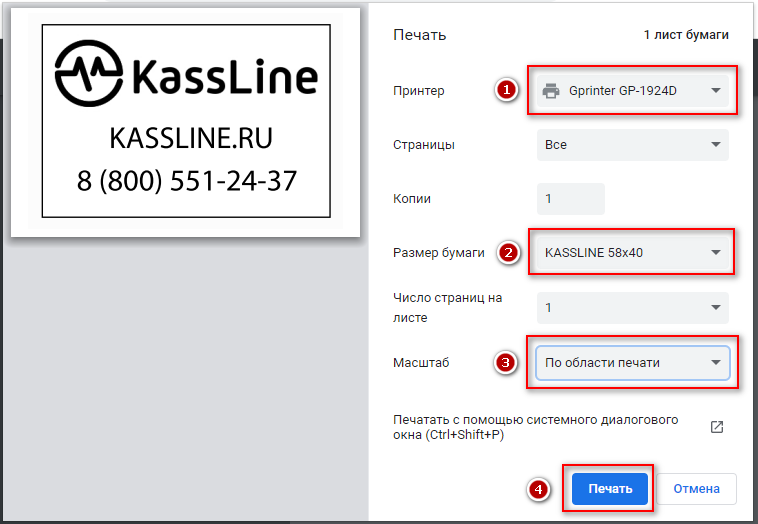 KassLine
KASSLINE.RU
8 (800) 551-24-37
Печать
1 лист бумаги
Принтер
1
Gprinter GP-1924D
Страницы
Все
Копии
1
Размер бумаги
2
KASSLINE 58x40
Число страниц на
листе
1
Масштаб
3
По области печати
Печатать с помощью системного диалогового
окна (Ctrl+Shift+P)
4
Печать
Отмена